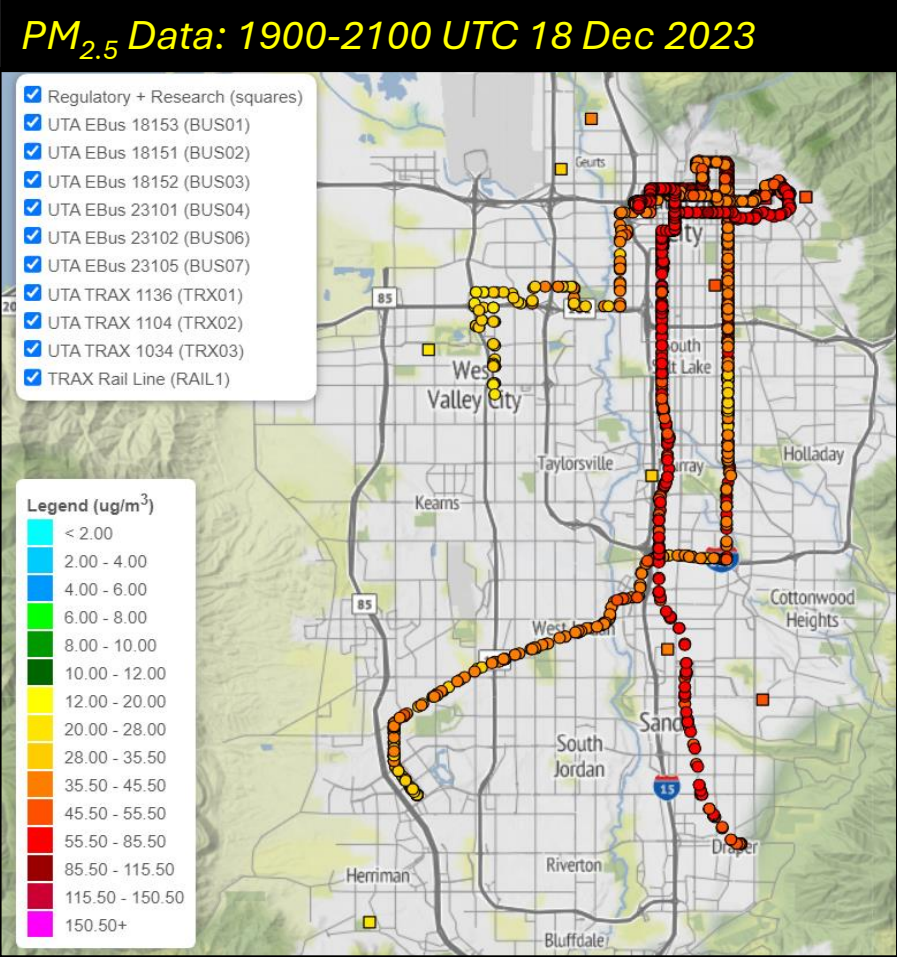 PM2.5 Data: 1900-2100 UTC 18 Dec 2023
Regulatory + Research (squares)
UTA EBus 18153 (BUS01)
UTA EBus 18151 (BUS02)
UTA EBus 18152 (BUS03)
UTA EBus 23101 (BUS04)
UTA EBus 23102 (BUS06)
UTA EBus 23105 (BUS07)
UTA TRAX 1136 (TRX01)
UTA TRAX 1104 (TRX02)
UTA TRAX 1034 (TRX03)
TRAX Rail Line (RAIL1)
Geurts
City
85
20
South
Salt Lake
West
Valley City
Taylorsville
Murray
Holladay
Kearns
Legend (ug/m3)
< 2.00
2.00 - 4.00
4.00 - 6.00
6.00 - 8.00
8.00 - 10.00
10.00 - 12.00
12.00 - 20.00
20.00 - 28.00
28.00 - 35.50
35.50 - 45.50
45.50 - 55.50
55.50 - 85.50
85.50 - 115.50
115.50 - 150.50
150.50+
85
Cottonwood
Heights
West Jordan
Sandy
South
Jordan
15
Draper
Riverton
Herriman
Bluffdale